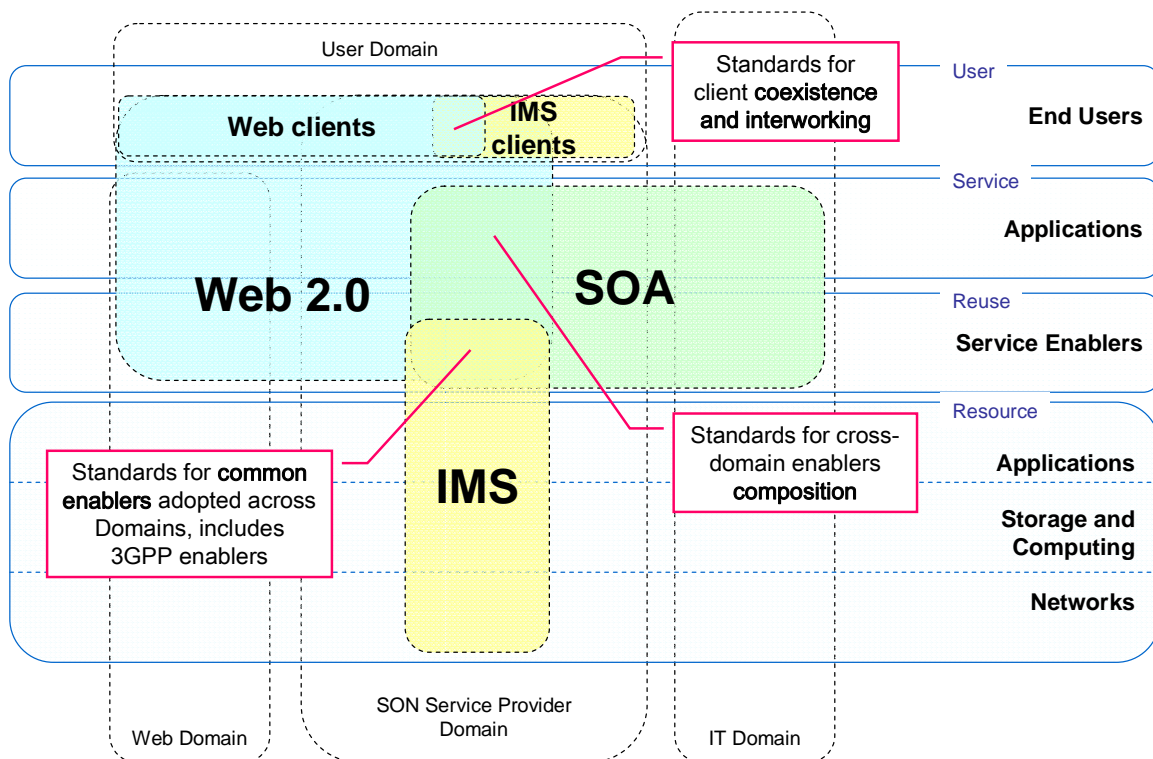 User Domain
Standards for
client coexistence
and interworking
User
End Users
Web clients
IMS
clients
Service
Applications
Web 2.0
SOA
Reuse
Service Enablers
Resource
Standards for common
enablers adopted across
Domains, includes
3GPP enablers
IMS
Standards for cross-
domain enablers
composition
Applications
Storage and
Computing
Networks
Web Domain
SON Service Provider
Domain
IT Domain